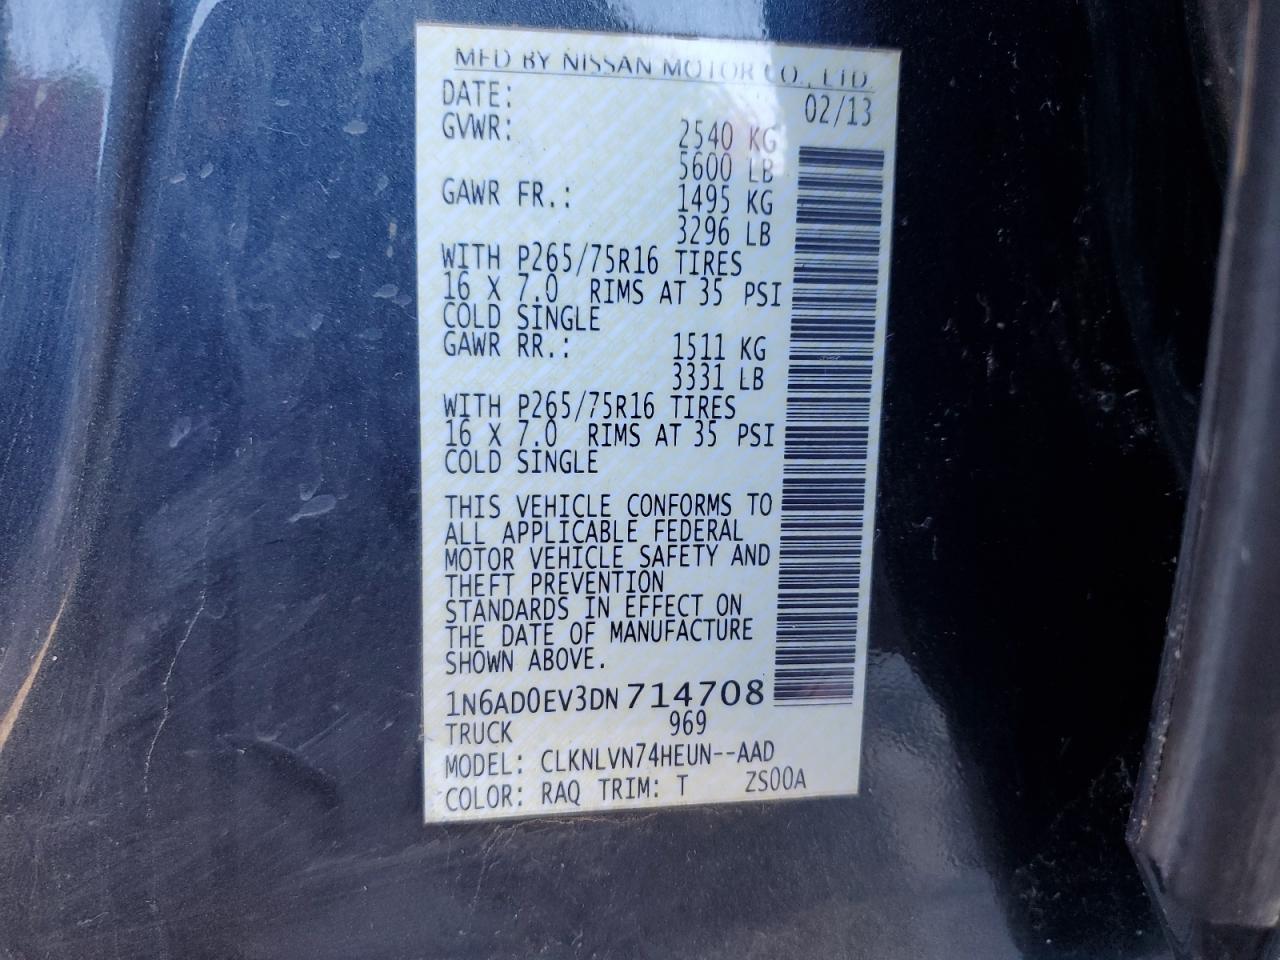 MFD BY NISSAN MOTOR CO., LTD.
DATE: 02/13
GVWR: 2540 KG
5600 LB
GAWR FR.: 1495 KG
3296 LB
WITH P265/75R16 TIRES
16 X 7.0 RIMS AT 35 PSI
COLD SINGLE
GAWR RR.: 1511 KG
3331 LB
WITH P265/75R16 TIRES
16 X 7.0 RIMS AT 35 PSI
COLD SINGLE
THIS VEHICLE CONFORMS TO
ALL APPLICABLE FEDERAL
MOTOR VEHICLE SAFETY AND
THEFT PREVENTION
STANDARDS IN EFFECT ON
THE DATE OF MANUFACTURE
SHOWN ABOVE.
1N6AD0EV3DN714708
TRUCK 969
MODEL: CLKNLVN74HEUN--AAD
COLOR: RAQ TRIM: T ZS00A